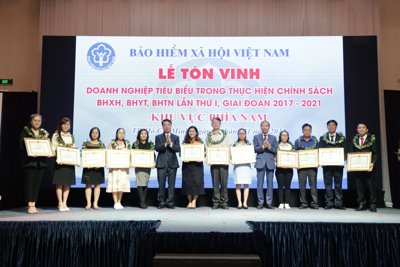 BẢO HIỂM XÃ HỘI VIỆT NAM
LỄ TÔN VINH
DOANH NGHIỆP TIÊU BIỂU TRONG THỰC HIỆN CHÍNH SÁCH
BHXH, BHYT, BHTN LẦN THỨ I, GIAI ĐOẠN 2017 - 2021
KHU VỰC PHÍA NAM